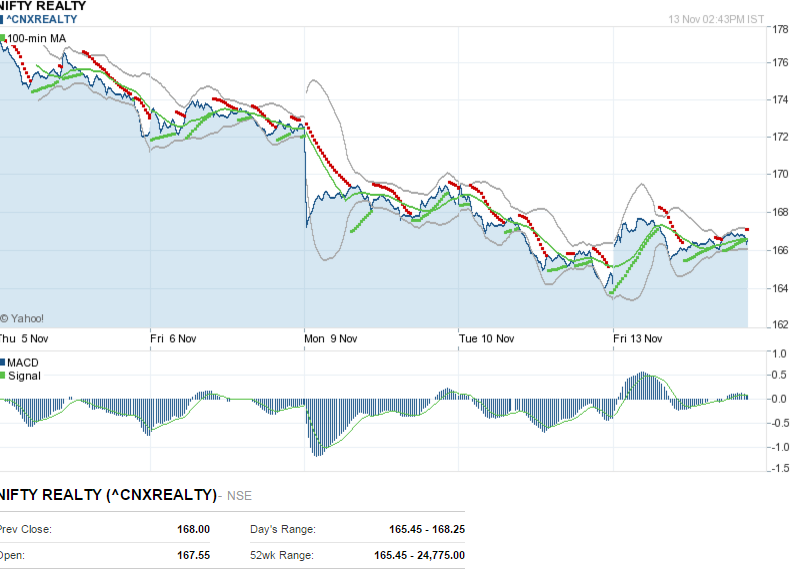 NIFTY REALTY
^CNXREALTY
13 Nov 02:43PM IST
100-min MA
178
176
174
172
170
168
166
164
162
© Yahoo!
Thu 5 Nov
Fri 6 Nov
Mon 9 Nov
Tue 10 Nov
Fri 13 Nov
MACD
Signal
1.0
0.5
0.0
-0.5
-1.0
-1.5
NIFTY REALTY (^CNXREALTY)- NSE
Prev Close: 168.00 Day's Range: 165.45 - 168.25
Open: 167.55 52wk Range: 165.45 - 24,775.00